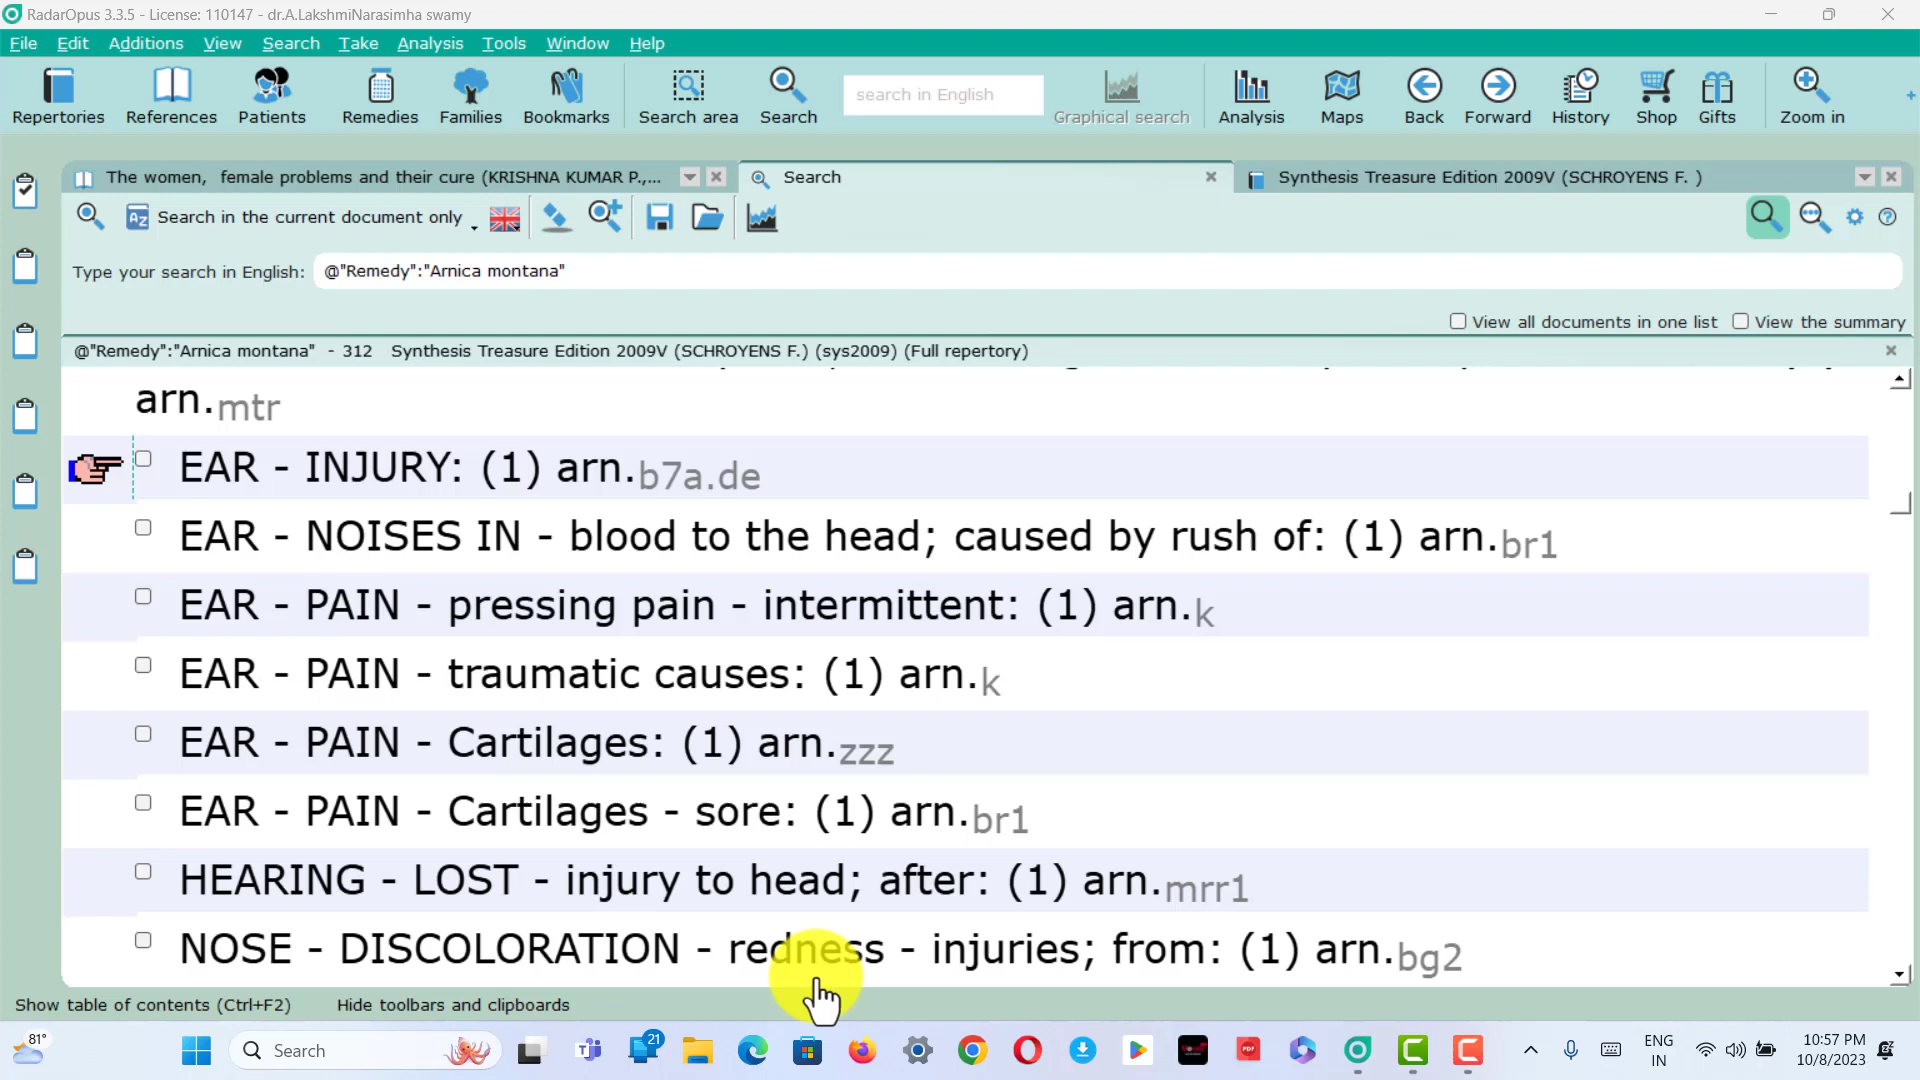 RadarOpus 3.3.5 - License: 110147 - dr.A.LakshmiNarasimha swamy
File Edit Additions View Search Take Analysis Tools Window Help
Repertories References Patients Remedies Families Bookmarks Search area Search search in English Graphical search Analysis Maps Back Forward History Shop Gifts Zoom in
The women, female problems and their cure (KRISHNA KUMAR P.,... Search Synthesis Treasure Edition 2009V (SCHROYENS F. )
Search in the current document only
Type your search in English: @"Remedy":"Arnica montana"
View all documents in one list View the summary
@"Remedy":"Arnica montana" - 312 Synthesis Treasure Edition 2009V (SCHROYENS F.) (sys2009) (Full repertory)
arn.mtr
EAR - INJURY: (1) arn.b7a.de
EAR - NOISES IN - blood to the head; caused by rush of: (1) arn.br1
EAR - PAIN - pressing pain - intermittent: (1) arn.k
EAR - PAIN - traumatic causes: (1) arn.k
EAR - PAIN - Cartilages: (1) arn.zzz
EAR - PAIN - Cartilages - sore: (1) arn.br1
HEARING - LOST - injury to head; after: (1) arn.mrr1
NOSE - DISCOLORATION - redness - injuries; from: (1) arn.bg2
Show table of contents (Ctrl+F2) Hide toolbars and clipboards
81°
Search
21
PDF
ENG
IN
10:57 PM
10/8/2023